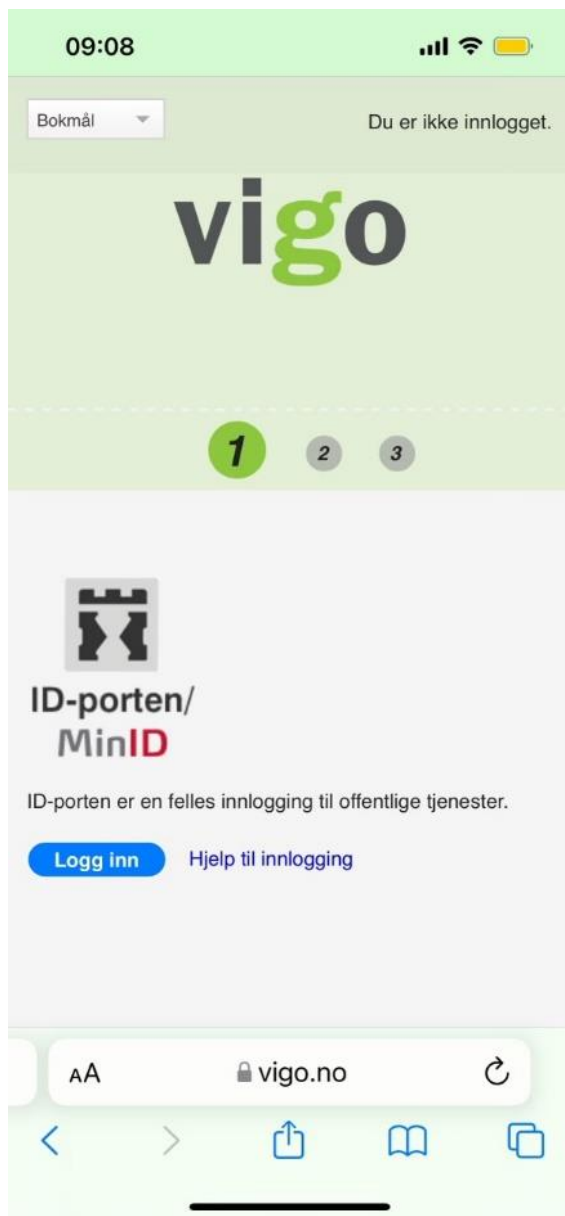 09:08
Bokmål
Du er ikke innlogget.
vigo
1 2 3
ID-porten/
MinID
ID-porten er en felles innlogging til offentlige tjenester.
Logg inn Hjelp til innlogging
AA vigo.no